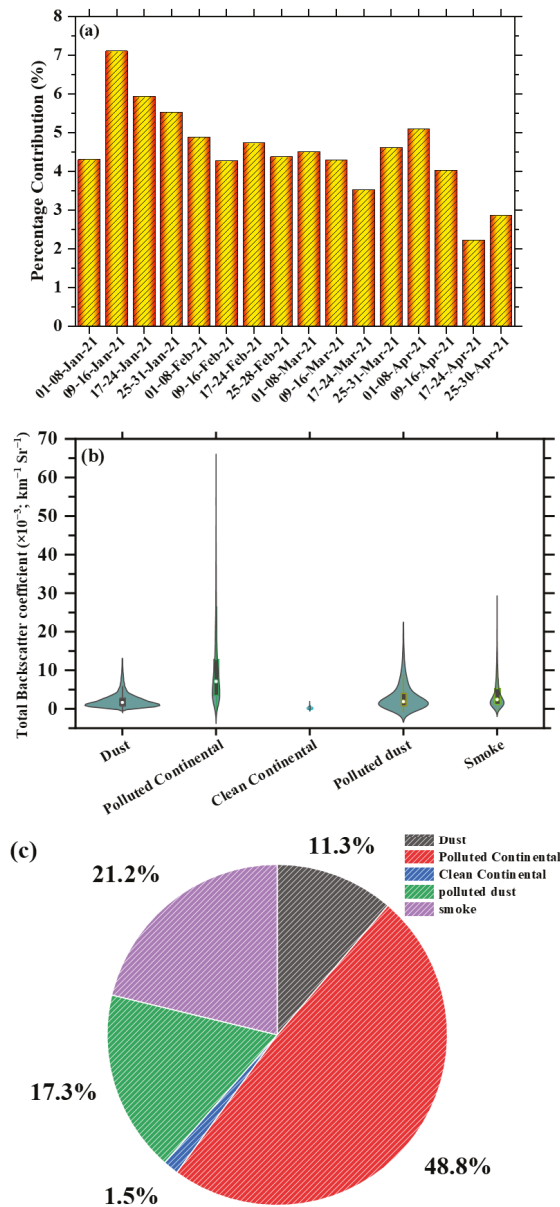 (a)
Percentage Contribution (%)
8
7
6
5
4
3
2
1
0
01-08-Jan-21
09-16-Jan-21
17-24-Jan-21
25-31-Jan-21
01-08-Feb-21
09-16-Feb-21
17-24-Feb-21
25-28-Feb-21
01-08-Mar-21
09-16-Mar-21
17-24-Mar-21
25-31-Mar-21
01-08-Apr-21
09-16-Apr-21
17-24-Apr-21
25-30-Apr-21
(b)
Total Backscatter coefficient (×10⁻³; km⁻¹ Sr⁻¹)
70
60
50
40
30
20
10
0
Dust
Polluted Continental
Clean Continental
Polluted dust
Smoke
(c)
Dust
Polluted Continental
Clean Continental
polluted dust
smoke
11.3%
21.2%
17.3%
1.5%
48.8%